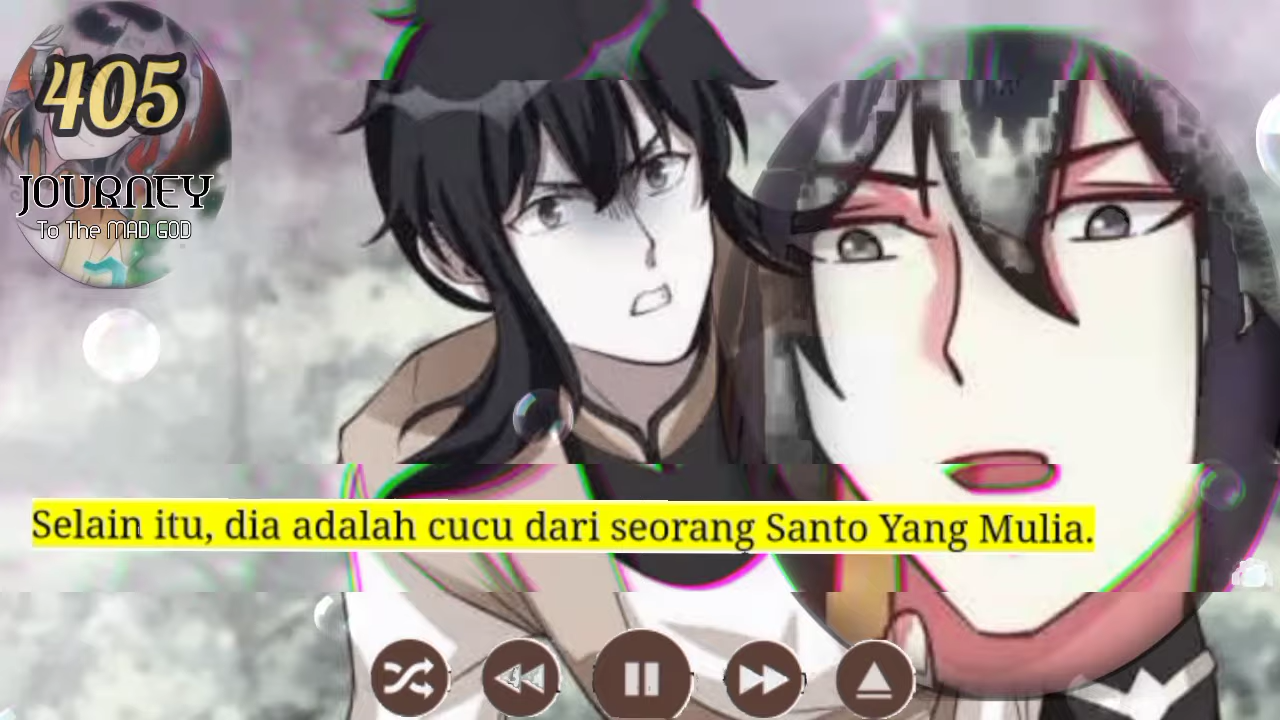 405
JOURNEY
To The MAD GOD
Selain itu, dia adalah cucu dari seorang Santo Yang Mulia.